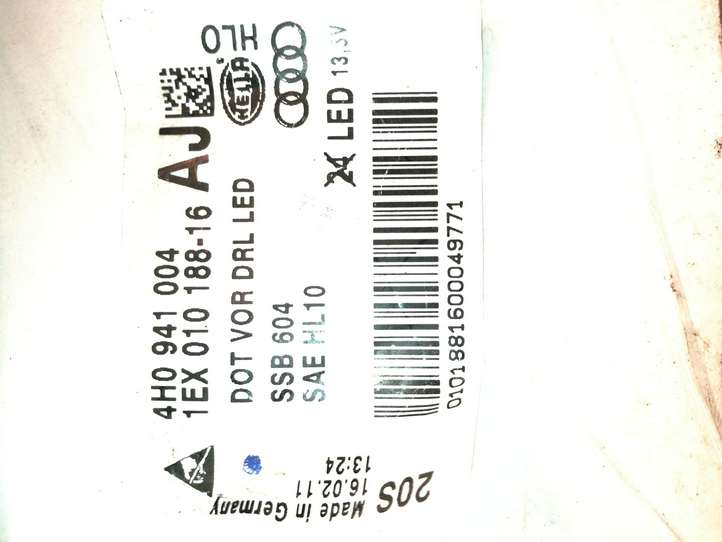 4H0 941 004
1EX 010 188-16
AJ
DOT VOR DRL LED
SSB 604
SAE HL10
HELLA
HLO
24 LED 13,5V
0101881600049771
Made in Germany
16.02.11
13:24
20S